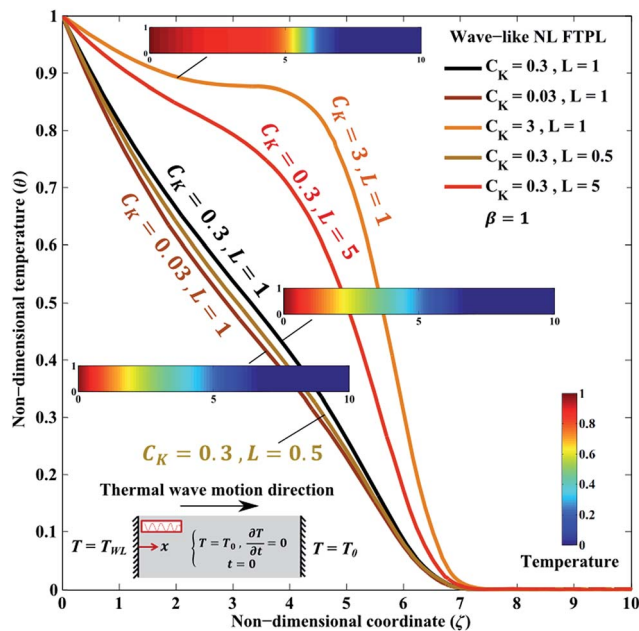 Wave-like NL FTPL
C_K = 0.3 , L = 1
C_K = 0.03 , L = 1
C_K = 3 , L = 1
C_K = 0.3 , L = 0.5
C_K = 0.3 , L = 5
β = 1
1
0
0
5
10
C_K = 3 , L = 1
C_K = 0.3 , L = 5
C_K = 0.3 , L = 1
C_K = 0.03 , L = 1
1
0
0
5
10
1
0
0
5
10
C_K = 0.3 , L = 0.5
Thermal wave motion direction
T = T_WL
x
T = T_0 , ∂T/∂t = 0
t = 0
T = T_0
1
0.8
0.6
0.4
0.2
0
Temperature
Non-dimensional temperature (θ)
1
0.9
0.8
0.7
0.6
0.5
0.4
0.3
0.2
0.1
0
0 1 2 3 4 5 6 7 8 9 10
Non-dimensional coordinate (ζ)